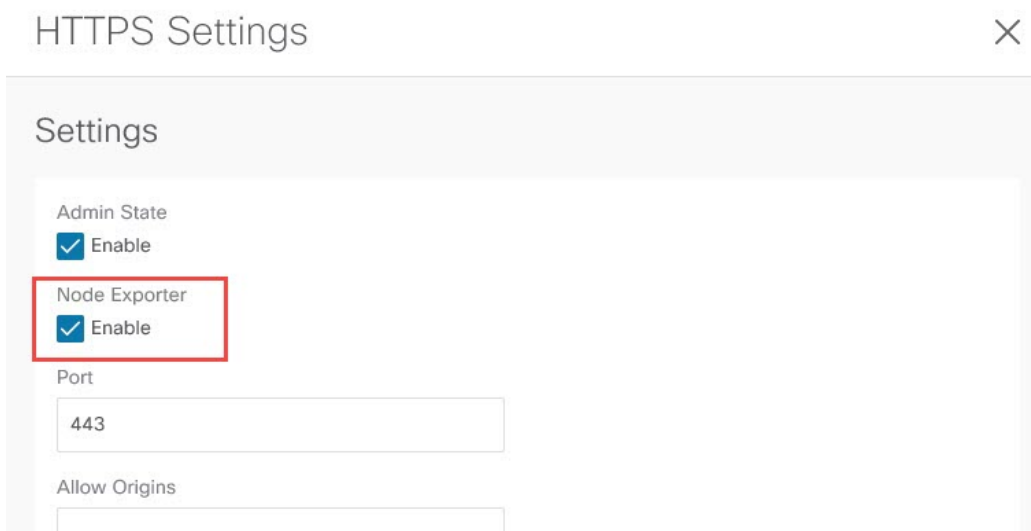 HTTPS Settings
Settings
Admin State
Enable
Node Exporter
Enable
Port
443
Allow Origins